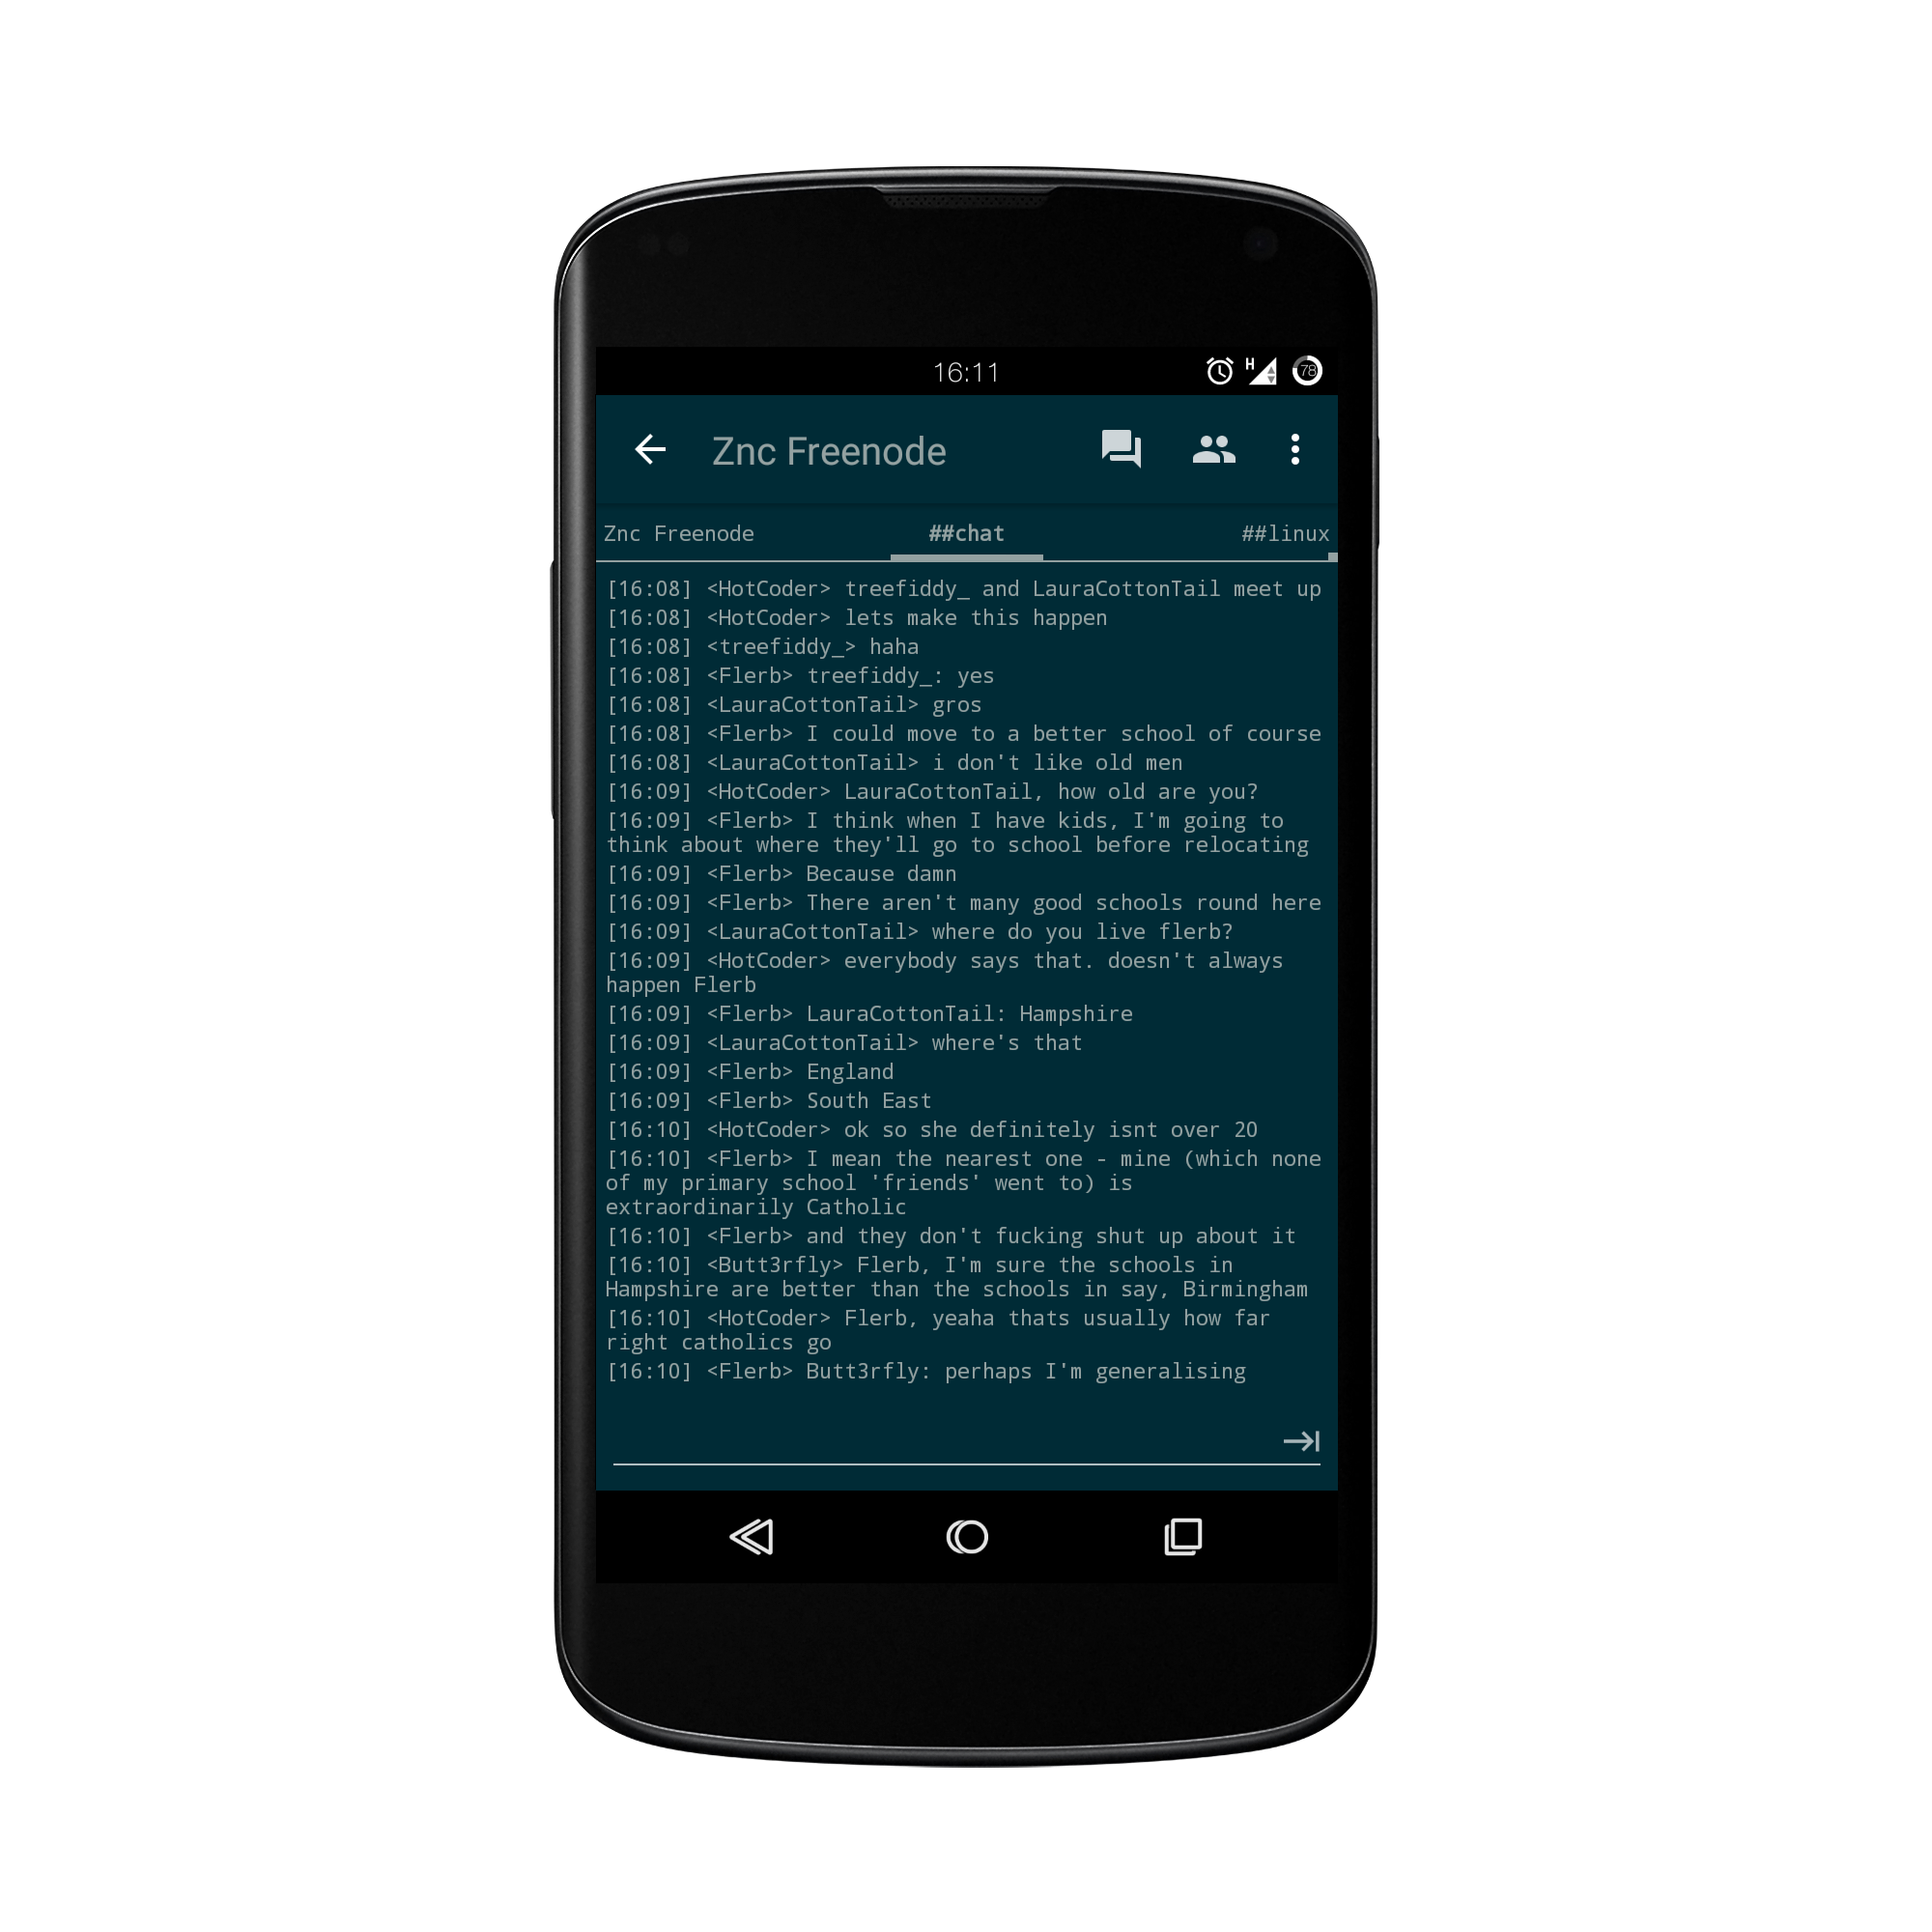 16:11
H
78
Znc Freenode
Znc Freenode
##chat
##linux
[16:08] <HotCoder> treefiddy_ and LauraCottonTail meet up
[16:08] <HotCoder> lets make this happen
[16:08] <treefiddy_> haha
[16:08] <Flerb> treefiddy_: yes
[16:08] <LauraCottonTail> gros
[16:08] <Flerb> I could move to a better school of course
[16:08] <LauraCottonTail> i don't like old men
[16:09] <HotCoder> LauraCottonTail, how old are you?
[16:09] <Flerb> I think when I have kids, I'm going to
think about where they'll go to school before relocating
[16:09] <Flerb> Because damn
[16:09] <Flerb> There aren't many good schools round here
[16:09] <LauraCottonTail> where do you live flerb?
[16:09] <HotCoder> everybody says that. doesn't always
happen Flerb
[16:09] <Flerb> LauraCottonTail: Hampshire
[16:09] <LauraCottonTail> where's that
[16:09] <Flerb> England
[16:09] <Flerb> South East
[16:10] <HotCoder> ok so she definitely isnt over 20
[16:10] <Flerb> I mean the nearest one - mine (which none
of my primary school 'friends' went to) is
extraordinarily Catholic
[16:10] <Flerb> and they don't fucking shut up about it
[16:10] <Butt3rfly> Flerb, I'm sure the schools in
Hampshire are better than the schools in say, Birmingham
[16:10] <HotCoder> Flerb, yeaha thats usually how far
right catholics go
[16:10] <Flerb> Butt3rfly: perhaps I'm generalising